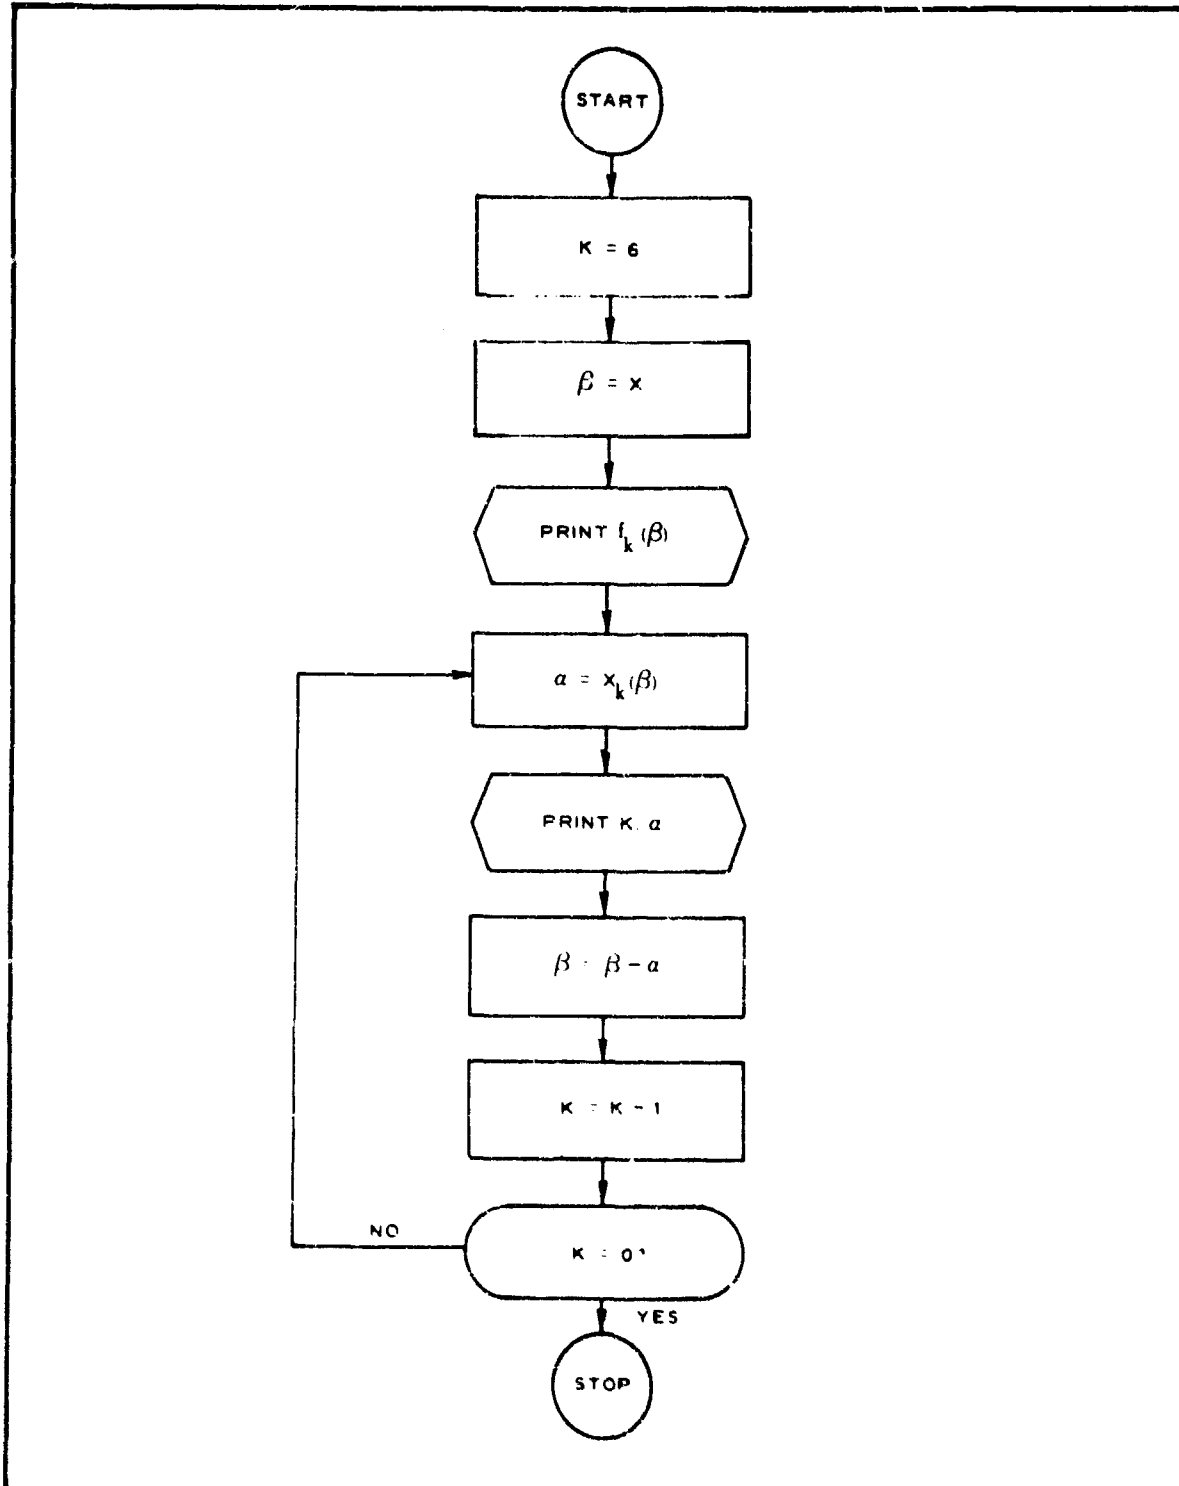 START
K = 6
β = x
PRINT f_k (β)
α = x_k (β)
PRINT K, α
β = β - α
K = K - 1
NO
K = 0?
YES
STOP